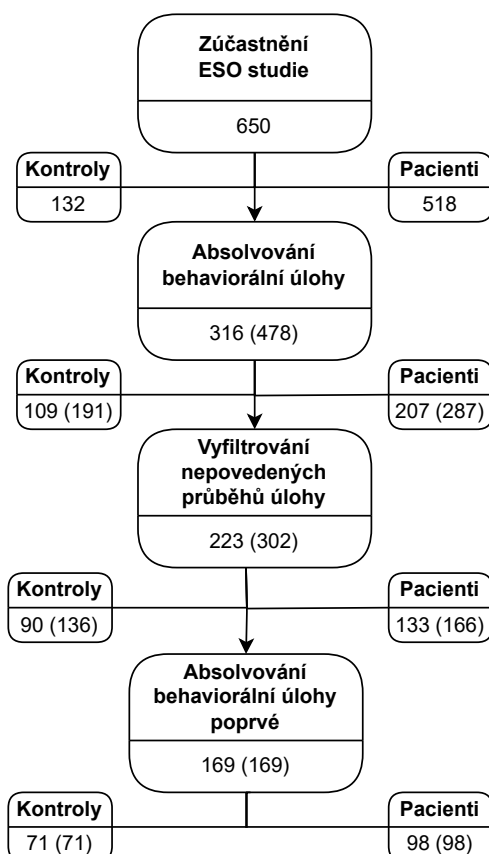 Zúčastnění
ESO studie
650
Kontroly
132
Pacienti
518
Absolvování
behaviorální úlohy
316 (478)
Kontroly
109 (191)
Pacienti
207 (287)
Vyfiltrování
nepovedených
průběhů úlohy
223 (302)
Kontroly
90 (136)
Pacienti
133 (166)
Absolvování
behaviorální úlohy
poprvé
169 (169)
Kontroly
71 (71)
Pacienti
98 (98)